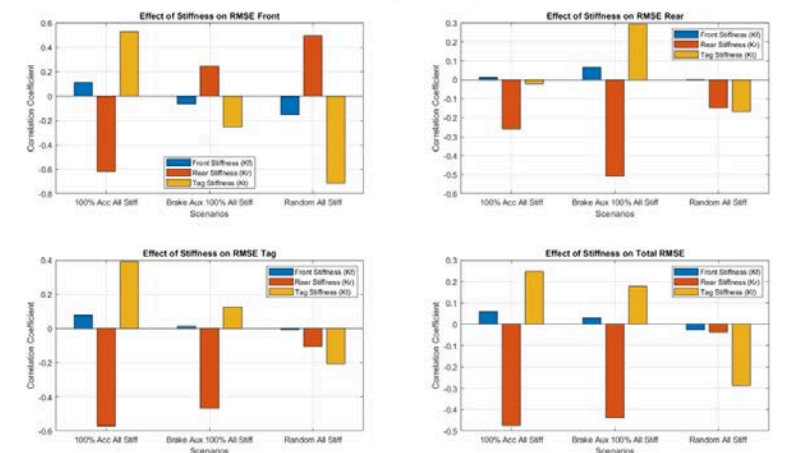 Effect of Stiffness on RMSE Front
0.6
0.4
0.2
0
-0.2
-0.4
-0.6
-0.8
Correlation Coefficient
Front Stiffness (Kf)
Rear Stiffness (Kr)
Tag Stiffness (Kt)
100% Acc All Stiff
Brake Aux 100% All Stiff
Random All Stiff
Scenarios
Effect of Stiffness on RMSE Rear
0.3
0.2
0.1
0
-0.1
-0.2
-0.3
-0.4
-0.5
-0.6
Correlation Coefficient
Front Stiffness (Kf)
Rear Stiffness (Kr)
Tag Stiffness (Kt)
100% Acc All Stiff
Brake Aux 100% All Stiff
Random All Stiff
Scenarios
Effect of Stiffness on RMSE Tag
0.4
0.2
0
-0.2
-0.4
-0.6
Correlation Coefficient
Front Stiffness (Kf)
Rear Stiffness (Kr)
Tag Stiffness (Kt)
100% Acc All Stiff
Brake Aux 100% All Stiff
Random All Stiff
Scenarios
Effect of Stiffness on Total RMSE
0.3
0.2
0.1
0
-0.1
-0.2
-0.3
-0.4
-0.5
Correlation Coefficient
Front Stiffness (Kf)
Rear Stiffness (Kr)
Tag Stiffness (Kt)
100% Acc All Stiff
Brake Aux 100% All Stiff
Random All Stiff
Scenarios